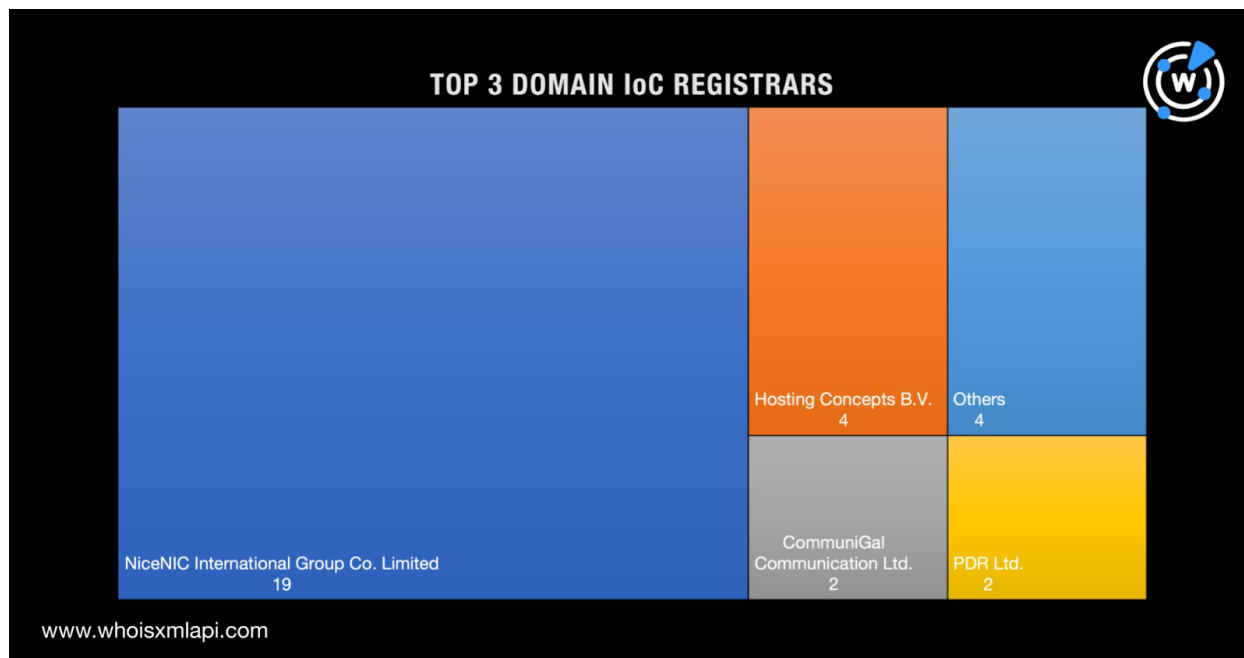 TOP 3 DOMAIN IoC REGISTRARS
W
NiceNIC International Group Co. Limited
19
Hosting Concepts B.V.
4
Others
4
CommuniGal
Communication Ltd.
2
PDR Ltd.
2
www.whoisxmlapi.com